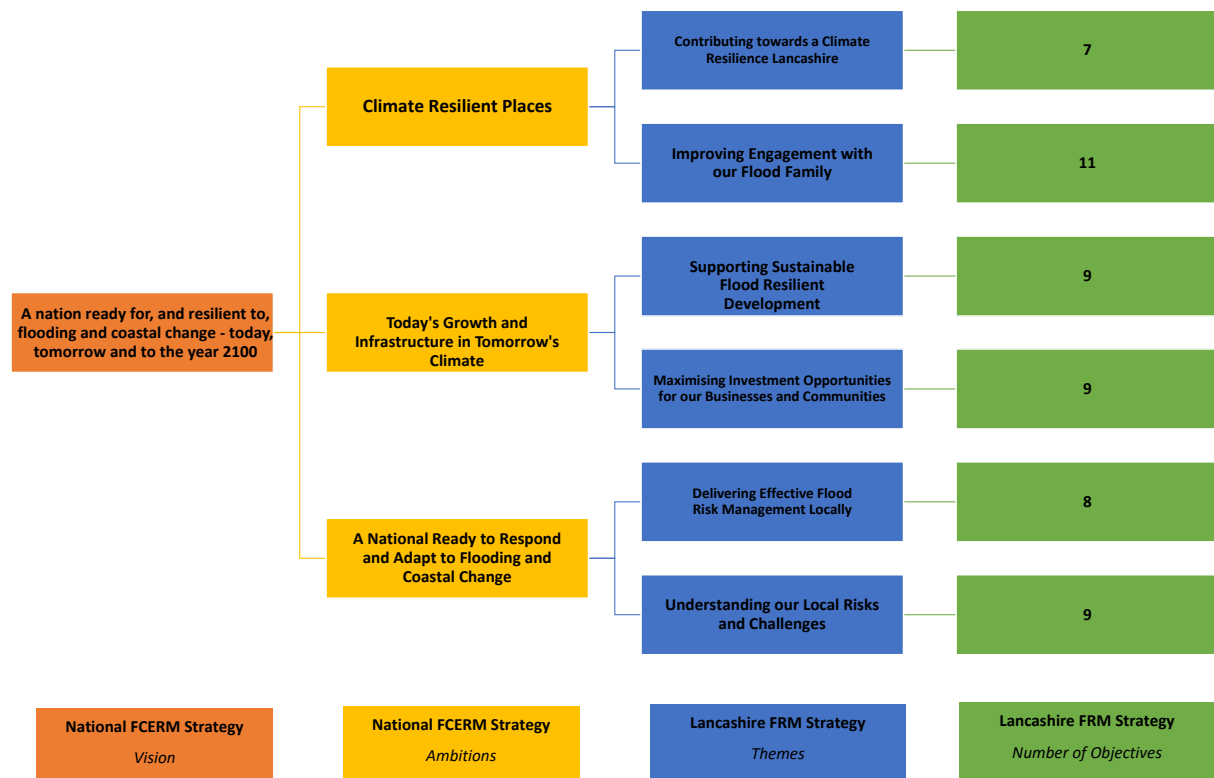 A nation ready for, and resilient to,
flooding and coastal change - today,
tomorrow and to the year 2100
Climate Resilient Places
Contributing towards a Climate
Resilience Lancashire
7
Improving Engagement with
our Flood Family
11
Today's Growth and
Infrastructure in Tomorrow's
Climate
Supporting Sustainable
Flood Resilient
Development
9
Maximising Investment Opportunities
for our Businesses and Communities
9
A National Ready to Respond
and Adapt to Flooding and
Coastal Change
Delivering Effective Flood
Risk Management Locally
8
Understanding our Local Risks
and Challenges
9
National FCERM Strategy
Vision
National FCERM Strategy
Ambitions
Lancashire FRM Strategy
Themes
Lancashire FRM Strategy
Number of Objectives